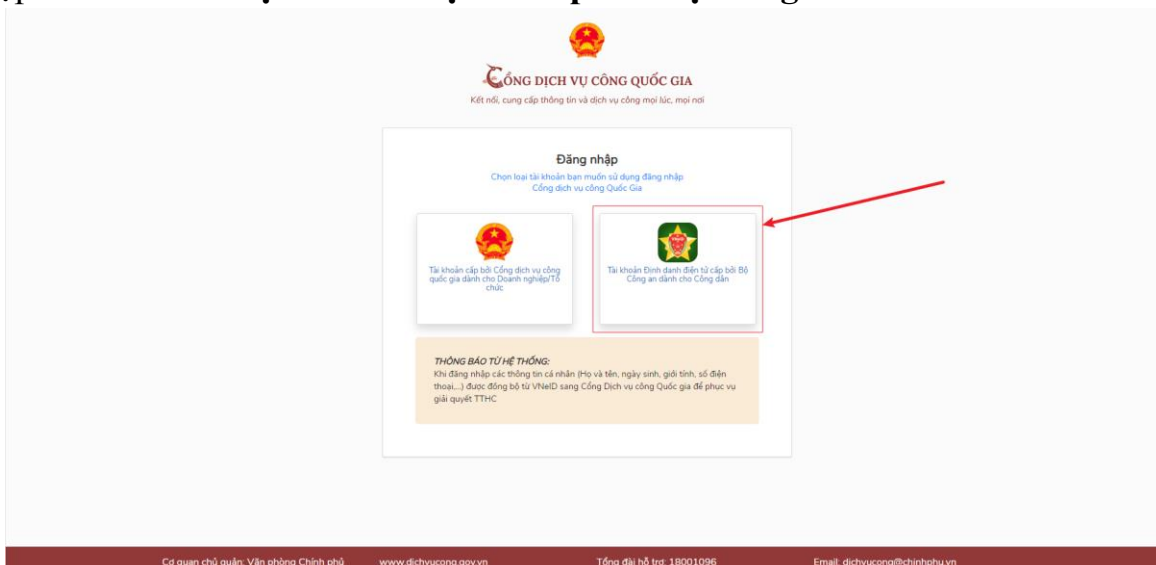 CỔNG DỊCH VỤ CÔNG QUỐC GIA
Kết nối, cung cấp thông tin và dịch vụ công mọi lúc, mọi nơi
Đăng nhập
Chọn loại tài khoản bạn muốn sử dụng đăng nhập
Cổng dịch vụ công Quốc Gia
Tài khoản cấp bởi Cổng dịch vụ công
quốc gia dành cho Doanh nghiệp/Tổ
chức
Tài khoản Định danh điện tử cấp bởi Bộ
Công an dành cho Công dân
THÔNG BÁO TỪ HỆ THỐNG:
Khi đăng nhập các thông tin cá nhân (Họ và tên, ngày sinh, giới tính, số điện
thoại,...) được đồng bộ từ VNeID sang Cổng Dịch vụ công Quốc gia để phục vụ
giải quyết TTHC
Cơ quan chủ quản: Văn phòng Chính phủ
www.dichvucong.gov.vn
Tổng đài hỗ trợ: 18001096
Email: dichvucong@chinhphu.vn